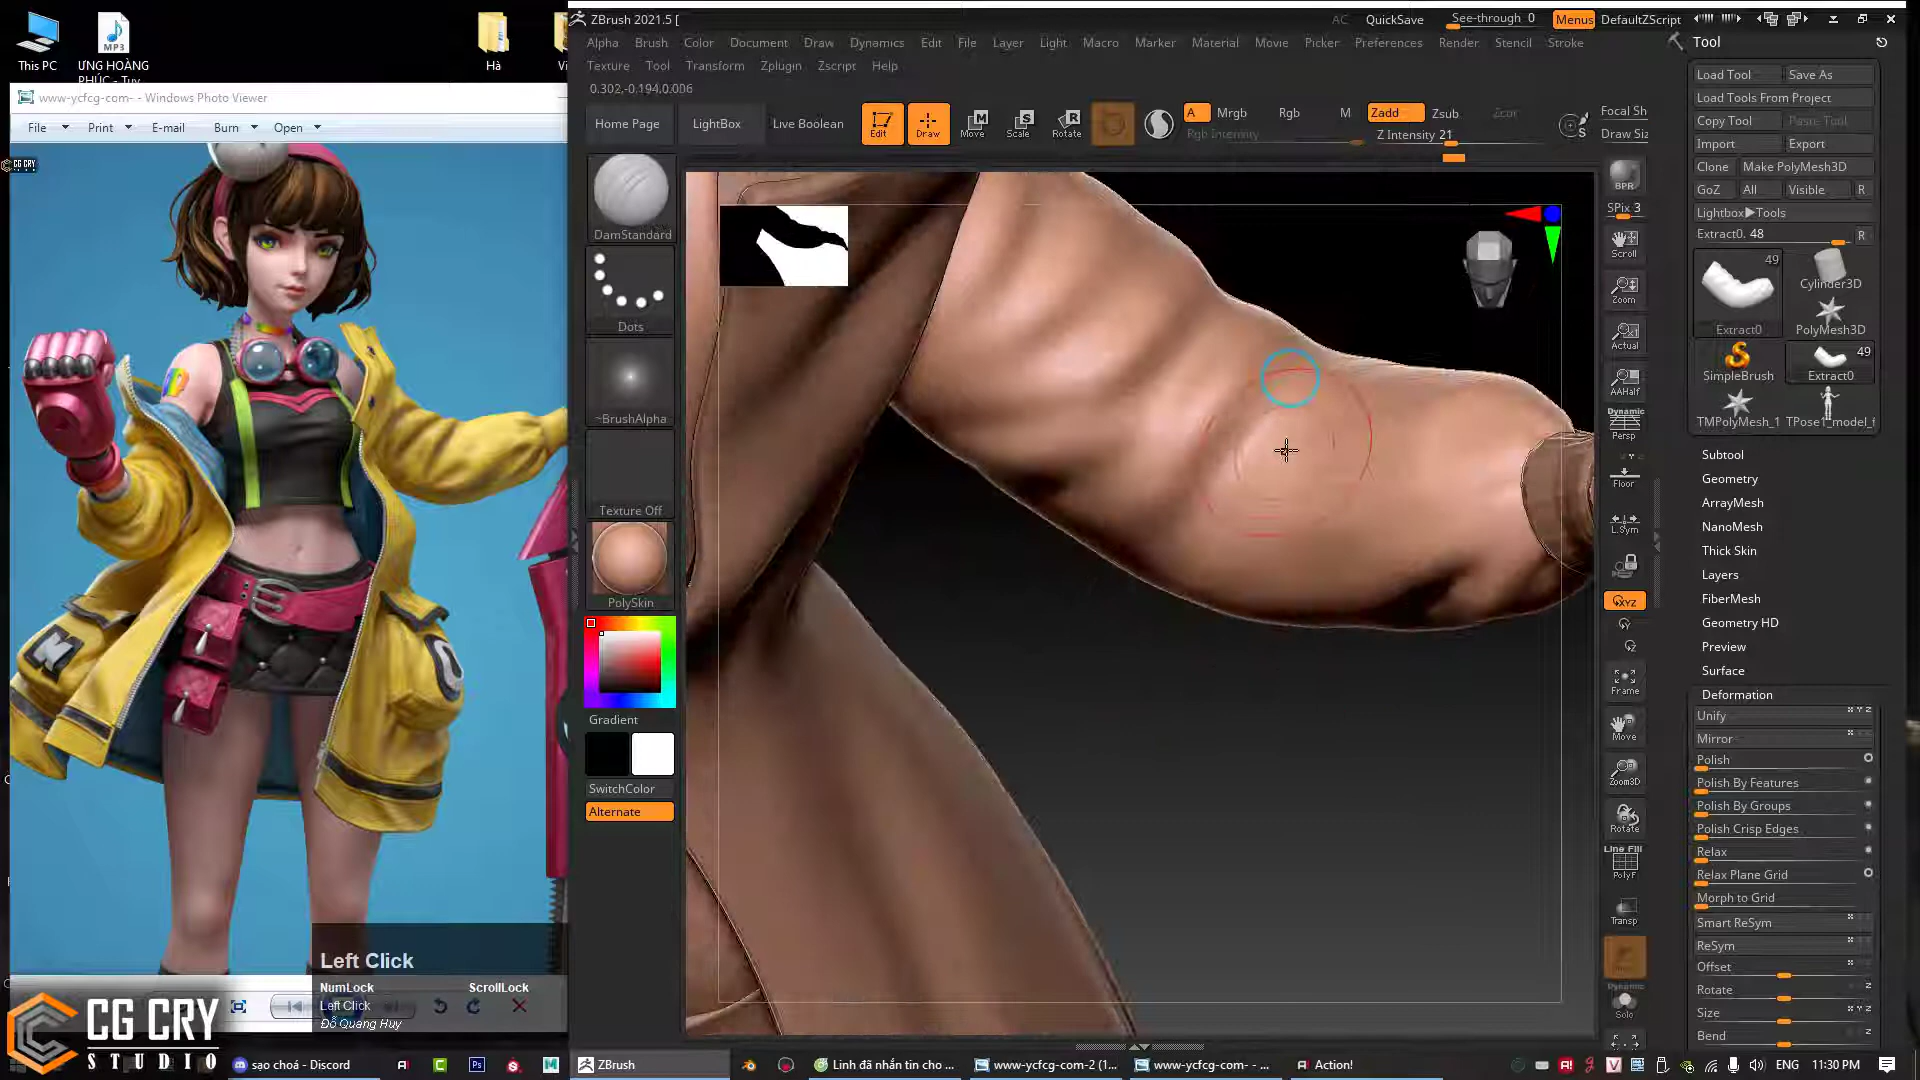 This PC
ƯNG HOÀNG
PHÚC - Tuy
MP3
Hà
www-ycfcg-com- - Windows Photo Viewer
File
Print
E-mail
Burn
Open
CG CRY
ZBrush 2021.5 [
AC
QuickSave
See-through 0
Menus
DefaultZScript
Alpha
Brush
Color
Document
Draw
Dynamics
Edit
File
Layer
Light
Macro
Marker
Material
Movie
Picker
Preferences
Render
Stencil
Stroke
Texture
Tool
Transform
Zplugin
Zscript
Help
0.302,-0.194,0.006
Home Page
LightBox
Live Boolean
Edit
Draw
Move
Scale
Rotate
A
Mrgb
Rgb
M
Zadd
Zsub
Zcut
Focal Sh
Rgb Intensity
Z Intensity 21
Draw Siz
DamStandard
Dots
~BrushAlpha
Texture Off
PolySkin
Gradient
SwitchColor
Alternate
BPR
SPix 3
Scroll
Zoom
Actual
AAHalf
Dynamic
Persp
Floor
L.Sym
XYZ
Frame
Move
Zoom3D
Rotate
Line Fill
PolyF
Transp
Dynamic
Solo
Tool
Load Tool
Save As
Load Tools From Project
Copy Tool
Paste Tool
Import
Export
Clone
Make PolyMesh3D
GoZ
All
Visible
R
Lightbox▶Tools
Extract0. 48
R
49
Cylinder3D
Extract0
PolyMesh3D
49
SimpleBrush
Extract0
TMPolyMesh_1
TPose1_model_f
Subtool
Geometry
ArrayMesh
NanoMesh
Thick Skin
Layers
FiberMesh
Geometry HD
Preview
Surface
Deformation
Unify
Mirror
Polish
Polish By Features
Polish By Groups
Polish Crisp Edges
Relax
Relax Plane Grid
Morph to Grid
Smart ReSym
ReSym
Offset
Rotate
Size
Bend
Left Click
NumLock
ScrollLock
Left Click
Đỗ Quang Huy
CG CRY
STUDIO
sạo choá - Discord
ZBrush
Linh đã nhắn tin cho ...
www-ycfcg-com-2 (1...
www-ycfcg-com- - ...
Action!
ENG
11:30 PM